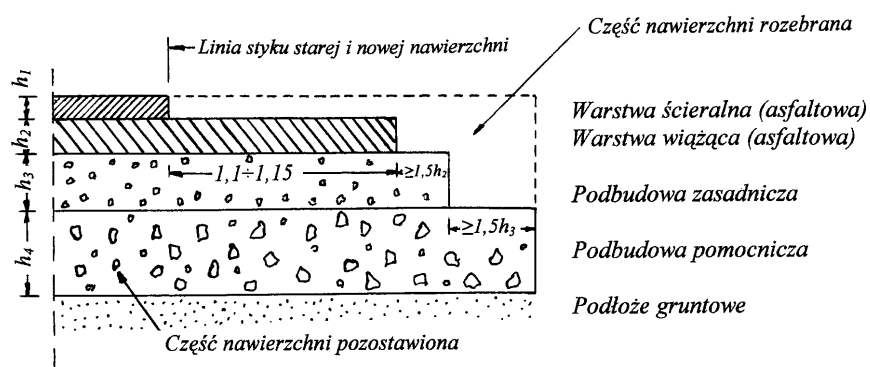 Część nawierzchni rozebrana
Linia styku starej i nowej nawierzchni
h1
Warstwa ścieralna (asfaltowa)
h2
Warstwa wiążąca (asfaltowa)
h3
1,1÷1,15
≥1,5h2
Podbudowa zasadnicza
≥1,5h3
h4
Podbudowa pomocnicza
Podłoże gruntowe
Część nawierzchni pozostawiona